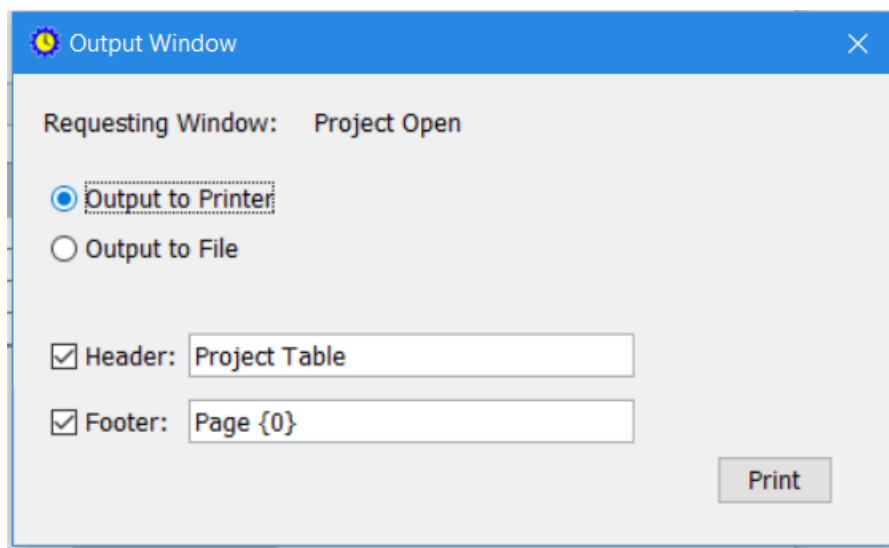 Output Window
Requesting Window: Project Open
Output to Printer
Output to File
Header: Project Table
Footer: Page {0}
Print